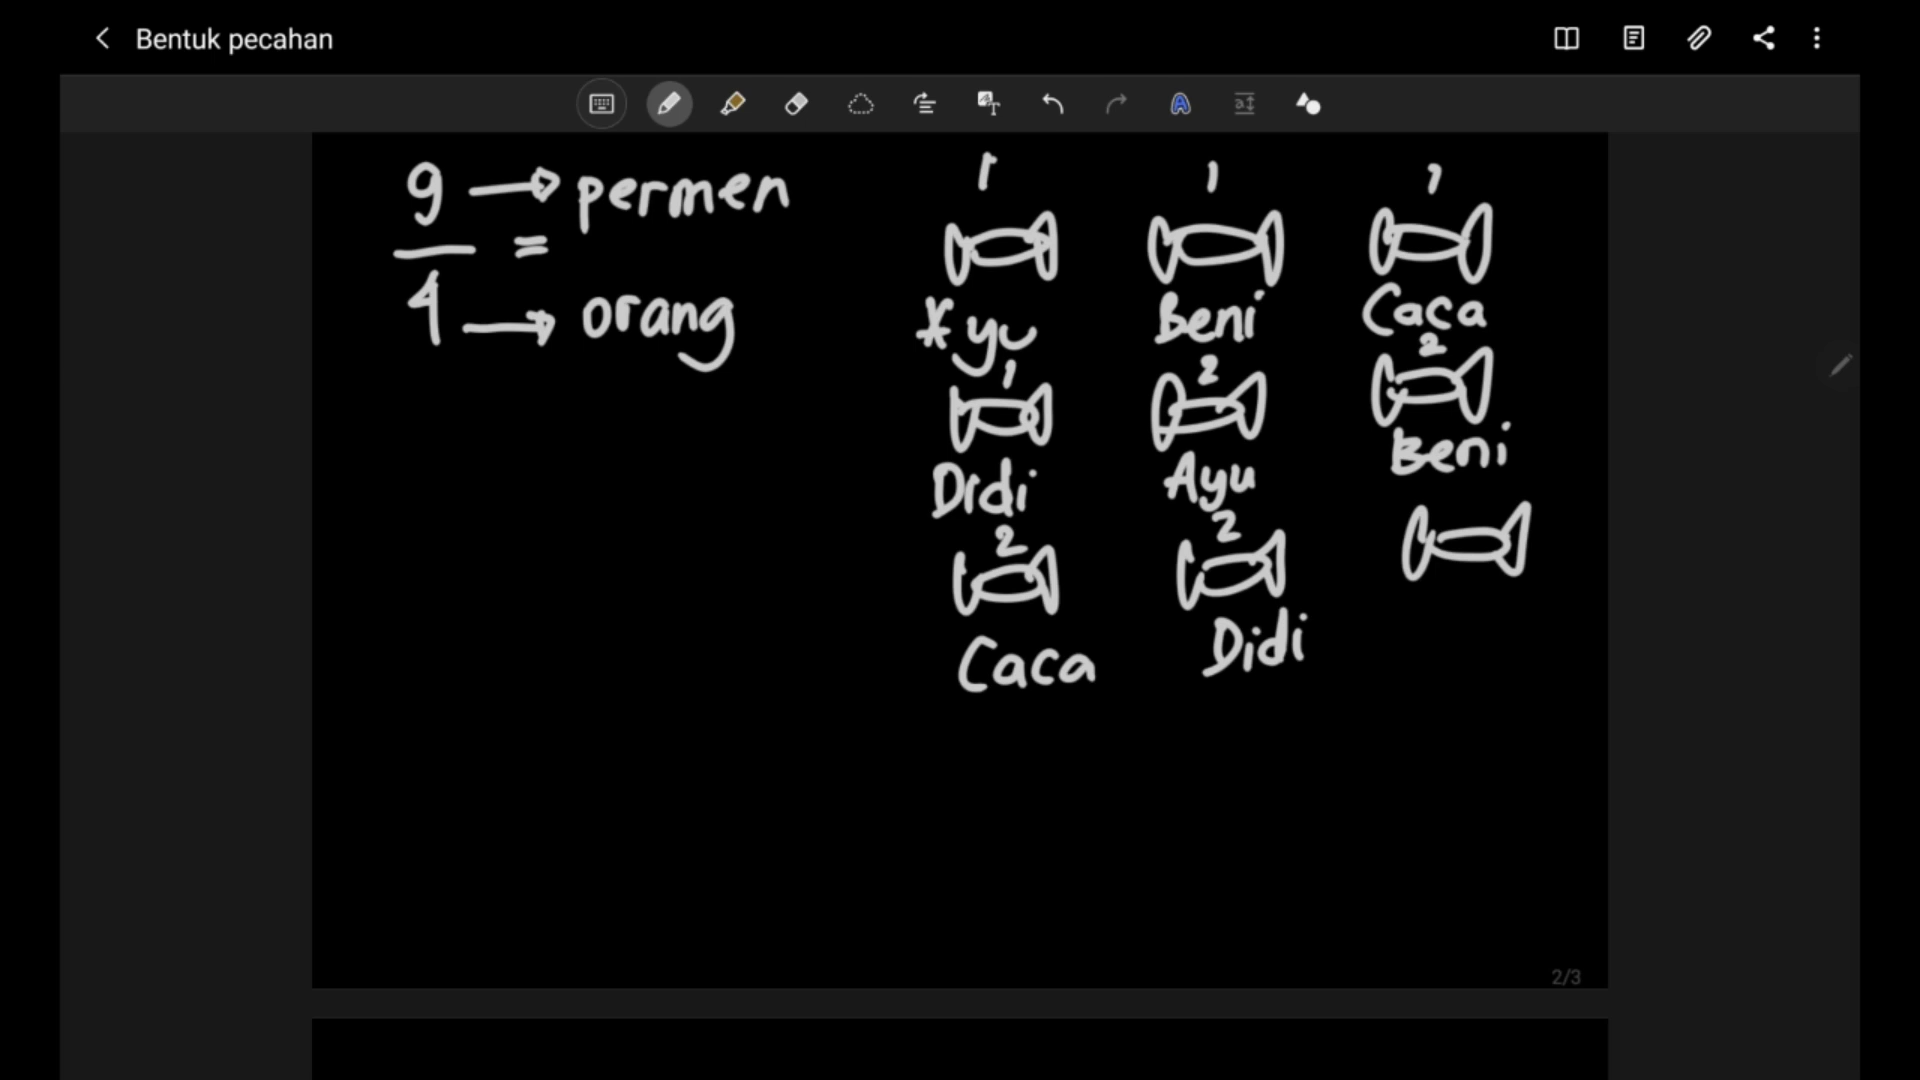 Bentuk pecahan
9 → permen
=
4 → orang
1 1 1
Beni Caca
1 2 2
Didi Ayu Beni
2 2
Caca Didi
2/3